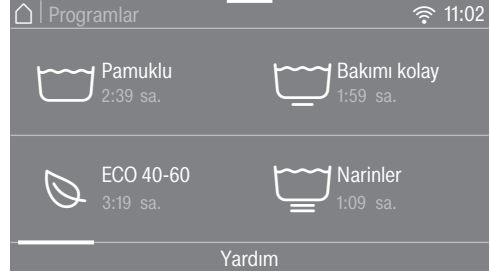 Programlar 11:02
Pamuklu
2:39 sa.
Bakımı kolay
1:59 sa.
ECO 40-60
3:19 sa.
Narinler
1:09 sa.
Yardım